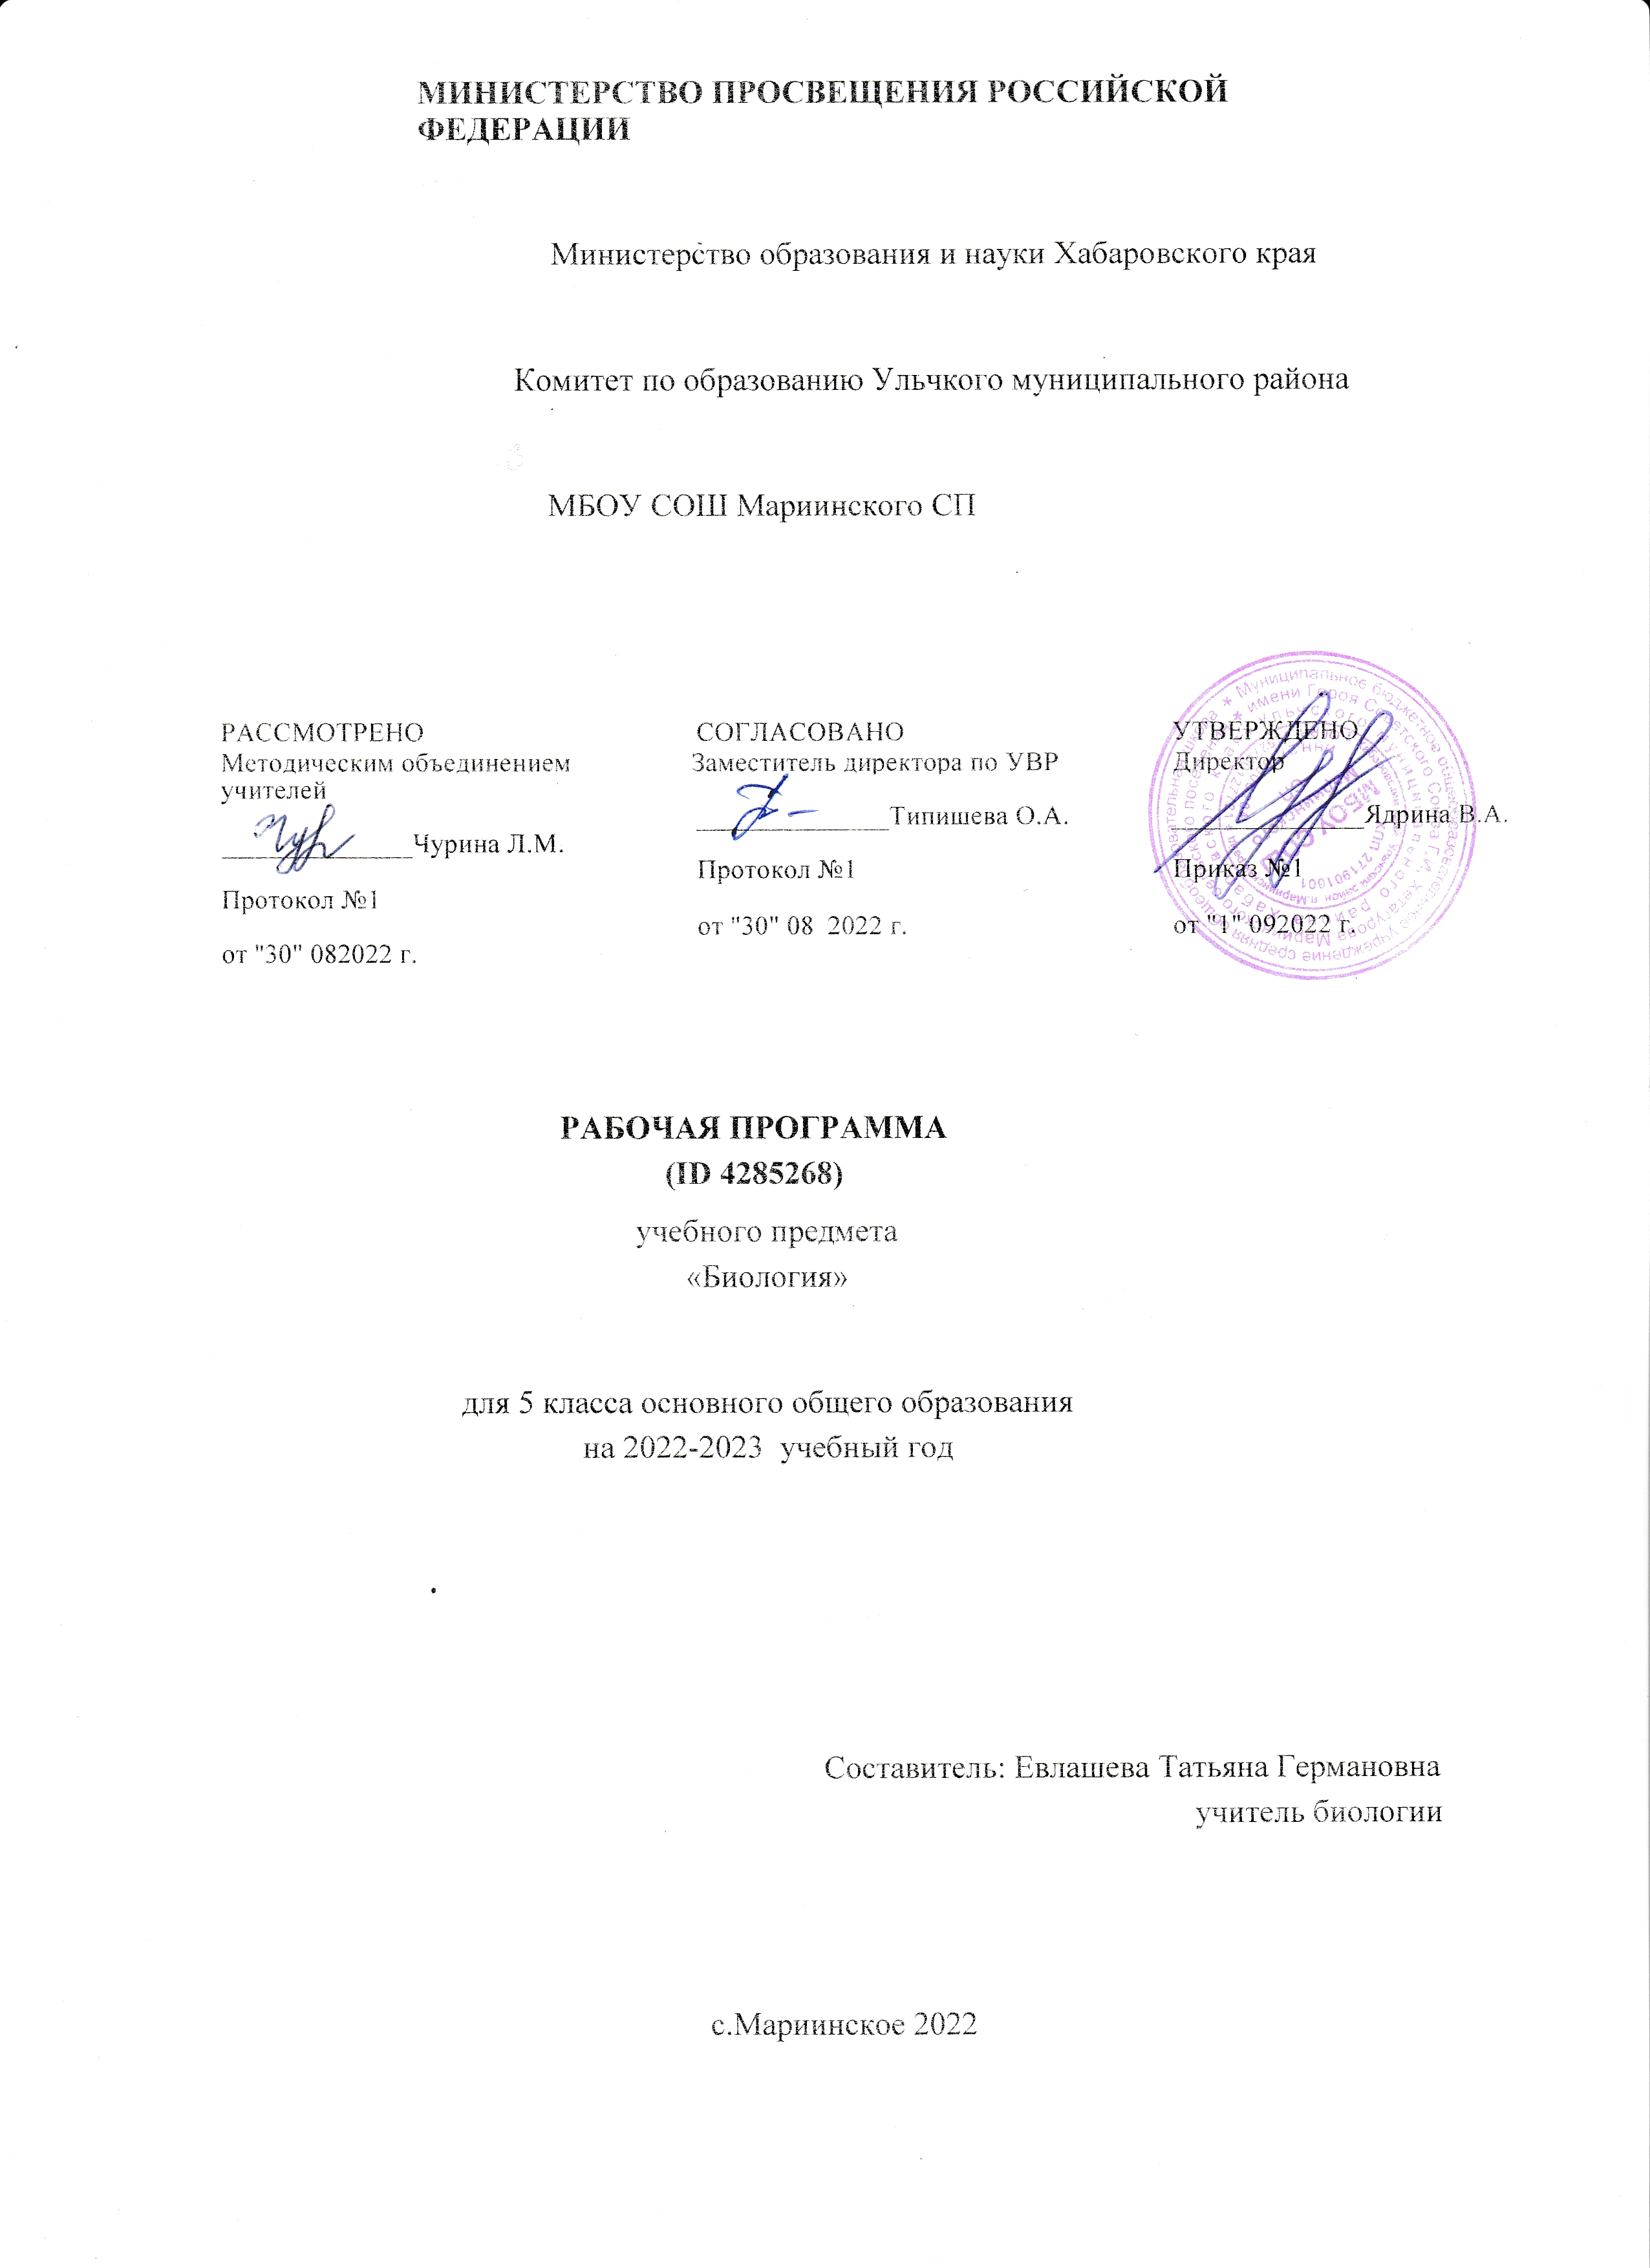 МИНИСТЕРСТВО ПРОСВЕЩЕНИЯ РОССИЙСКОЙ
ФЕДЕРАЦИИ
Министерство образования и науки Хабаровского края
Комитет по образованию Ульчкого муниципального района
МБОУ СОШ Мариинского СП
РАССМОТРЕНО
Методическим объединением
учителей
______________Чурина Л.М.
Протокол №1
от "30" 082022 г.
СОГЛАСОВАНО
Заместитель директора по УВР
______________Типишева О.А.
Протокол №1
от "30" 08 2022 г.
УТВЕРЖДЕНО
Директор
______________Ядрина В.А.
Приказ №1
от "1" 092022 г.
РАБОЧАЯ ПРОГРАММА
(ID 4285268)
учебного предмета
«Биология»
для 5 класса основного общего образования
на 2022-2023 учебный год
Составитель: Евлашева Татьяна Германовна
учитель биологии
с.Мариинское 2022